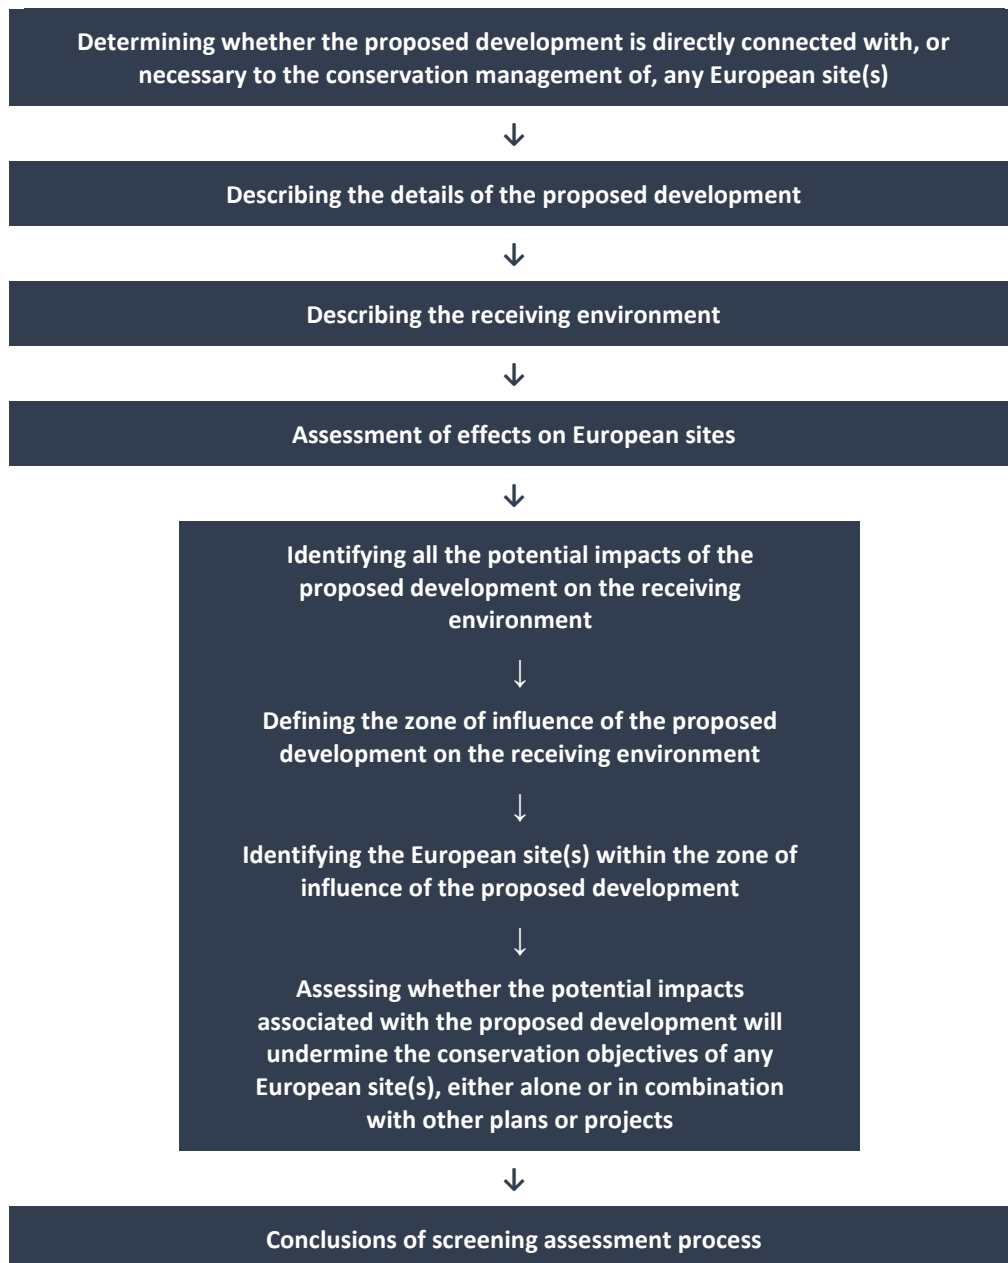 Determining whether the proposed development is directly connected with, or
necessary to the conservation management of, any European site(s)
↓
Describing the details of the proposed development
↓
Describing the receiving environment
↓
Assessment of effects on European sites
↓
Identifying all the potential impacts of the
proposed development on the receiving
environment
↓
Defining the zone of influence of the proposed
development on the receiving environment
↓
Identifying the European site(s) within the zone of
influence of the proposed development
↓
Assessing whether the potential impacts
associated with the proposed development will
undermine the conservation objectives of any
European site(s), either alone or in combination
with other plans or projects
↓
Conclusions of screening assessment process